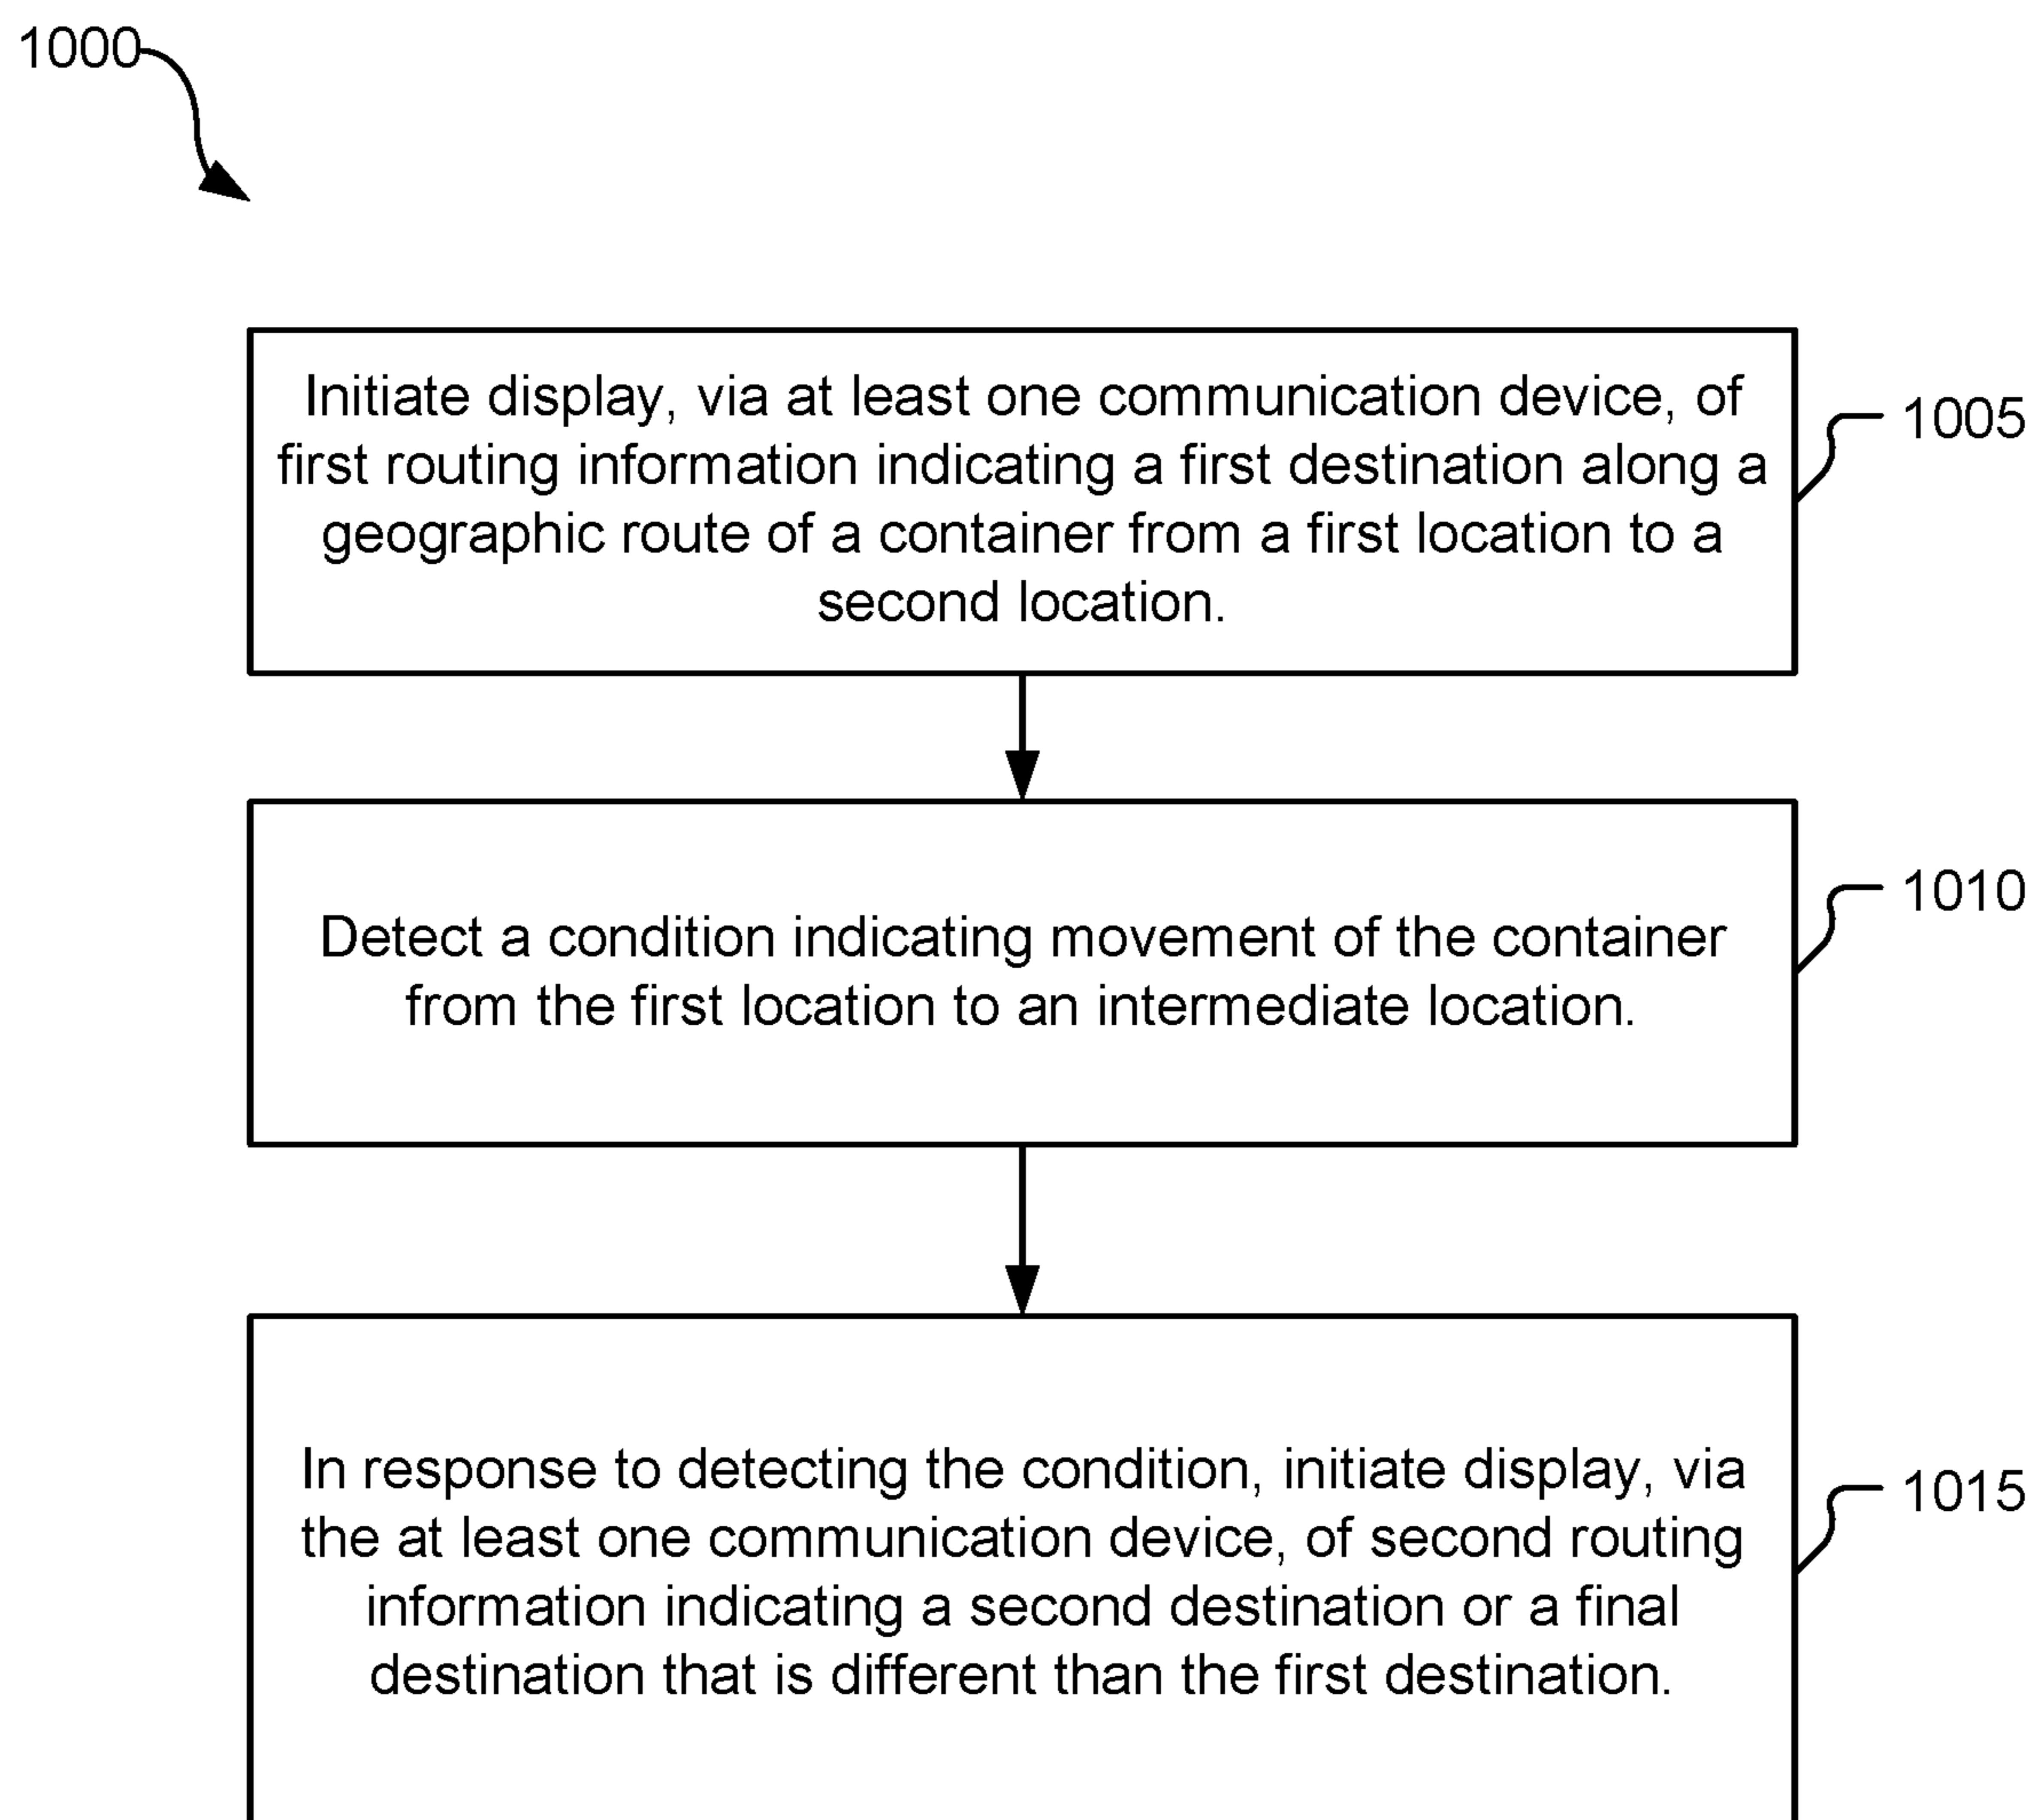 1000
Initiate display, via at least one communication device, of
first routing information indicating a first destination along a
geographic route of a container from a first location to a
second location.
1005
Detect a condition indicating movement of the container
from the first location to an intermediate location.
1010
In response to detecting the condition, initiate display, via
the at least one communication device, of second routing
information indicating a second destination or a final
destination that is different than the first destination.
1015